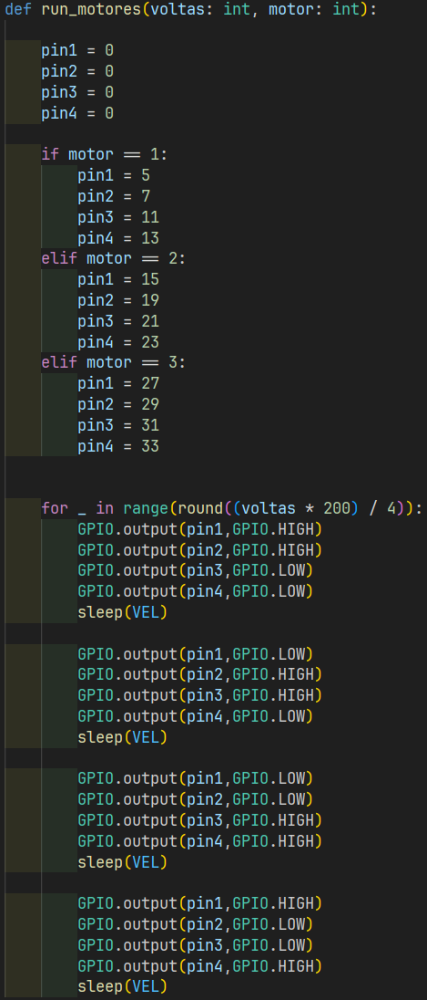 def run_motores(voltas: int, motor: int):
    pin1 = 0
    pin2 = 0
    pin3 = 0
    pin4 = 0
    if motor == 1:
        pin1 = 5
        pin2 = 7
        pin3 = 11
        pin4 = 13
    elif motor == 2:
        pin1 = 15
        pin2 = 19
        pin3 = 21
        pin4 = 23
    elif motor == 3:
        pin1 = 27
        pin2 = 29
        pin3 = 31
        pin4 = 33
    for _ in range(round((voltas * 200) / 4)):
        GPIO.output(pin1,GPIO.HIGH)
        GPIO.output(pin2,GPIO.HIGH)
        GPIO.output(pin3,GPIO.LOW)
        GPIO.output(pin4,GPIO.LOW)
        sleep(VEL)
        GPIO.output(pin1,GPIO.LOW)
        GPIO.output(pin2,GPIO.HIGH)
        GPIO.output(pin3,GPIO.HIGH)
        GPIO.output(pin4,GPIO.LOW)
        sleep(VEL)
        GPIO.output(pin1,GPIO.LOW)
        GPIO.output(pin2,GPIO.LOW)
        GPIO.output(pin3,GPIO.HIGH)
        GPIO.output(pin4,GPIO.HIGH)
        sleep(VEL)
        GPIO.output(pin1,GPIO.HIGH)
        GPIO.output(pin2,GPIO.LOW)
        GPIO.output(pin3,GPIO.LOW)
        GPIO.output(pin4,GPIO.HIGH)
        sleep(VEL)